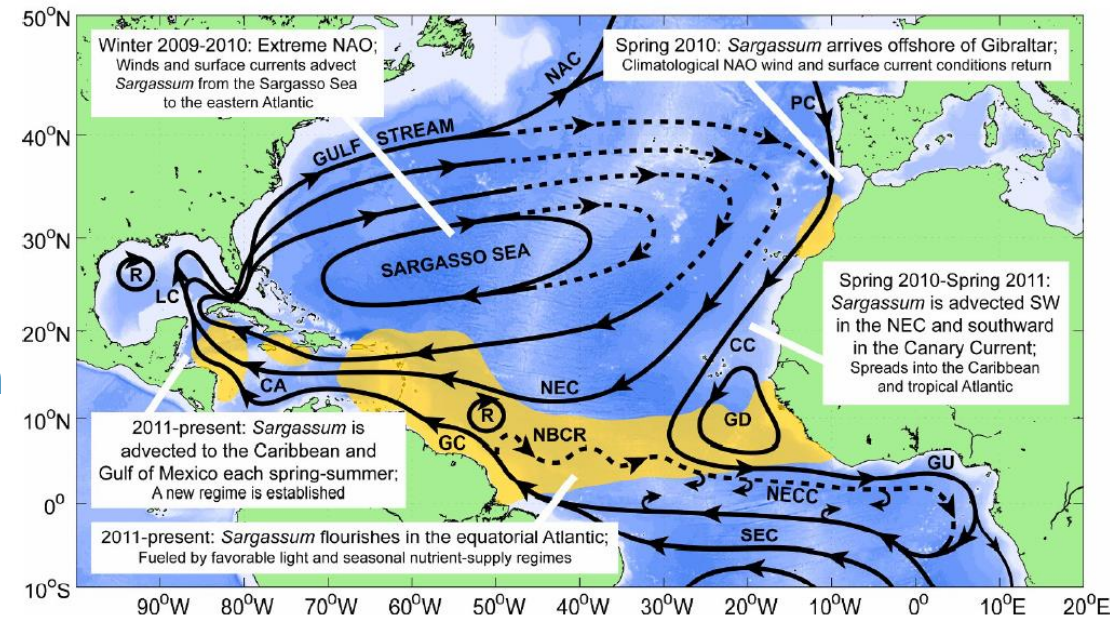 50°N
40°N
30°N
20°N
10°N
0°
10°S
90°W
80°W
70°W
60°W
50°W
40°W
30°W
20°W
10°W
0°
10°E
20°E
Winter 2009-2010: Extreme NAO;
Winds and surface currents advect
Sargassum from the Sargasso Sea
to the eastern Atlantic
Spring 2010: Sargassum arrives offshore of Gibraltar;
Climatological NAO wind and surface current conditions return
NAC
PC
GULF STREAM
SARGASSO SEA
R
LC
Spring 2010-Spring 2011:
Sargassum is advected SW
in the NEC and southward
in the Canary Current;
Spreads into the Caribbean
and tropical Atlantic
CC
CA
NEC
R
GD
NBCR
GC
GU
NECC
SEC
2011-present: Sargassum is
advected to the Caribbean and
Gulf of Mexico each spring-summer;
A new regime is established
2011-present: Sargassum flourishes in the equatorial Atlantic;
Fueled by favorable light and seasonal nutrient-supply regimes